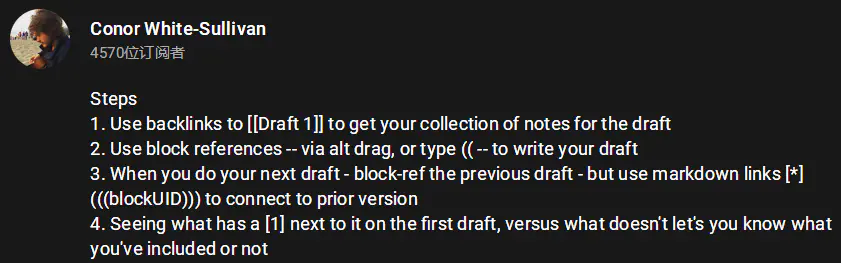 Conor White-Sullivan
4570位订阅者
Steps
1. Use backlinks to [[Draft 1]] to get your collection of notes for the draft
2. Use block references -- via alt drag, or type (( -- to write your draft
3. When you do your next draft - block-ref the previous draft - but use markdown links [*]
(((blockUID))) to connect to prior version
4. Seeing what has a [1] next to it on the first draft, versus what doesn't let's you know what
you've included or not